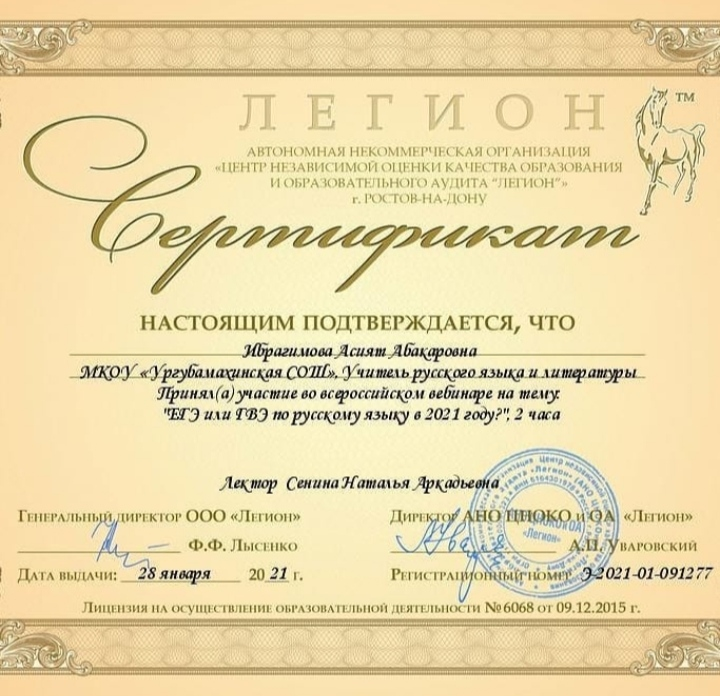 ЛЕГИОН
TM
АВТОНОМНАЯ НЕКОММЕРЧЕСКАЯ ОРГАНИЗАЦИЯ
«ЦЕНТР НЕЗАВИСИМОЙ ОЦЕНКИ КАЧЕСТВА ОБРАЗОВАНИЯ
И ОБРАЗОВАТЕЛЬНОГО АУДИТА "ЛЕГИОН"»
г. РОСТОВ-НА-ДОНУ
Сертификат
НАСТОЯЩИМ ПОДТВЕРЖДАЕТСЯ, ЧТО
Ибрагимова Асият Абакаровна
МКОУ «Ургубамахинская СОШ», Учитель русского языка и литературы
Принял(а) участие во всероссийском вебинаре на тему:
"ЕГЭ или ГВЭ по русскому языку в 2021 году?", 2 часа
Лектор Сенина Наталья Аркадьевна
Генеральный директор ООО «Легион»
Ф.Ф. Лысенко
Директор АНО ЦНОКО и ОА «Легион»
А.П. Уваровский
Дата выдачи: 28 января 2021 г.
Регистрационный номер Э-2021-01-091277
Лицензия на осуществление образовательной деятельности №6068 от 09.12.2015 г.
«Легион»